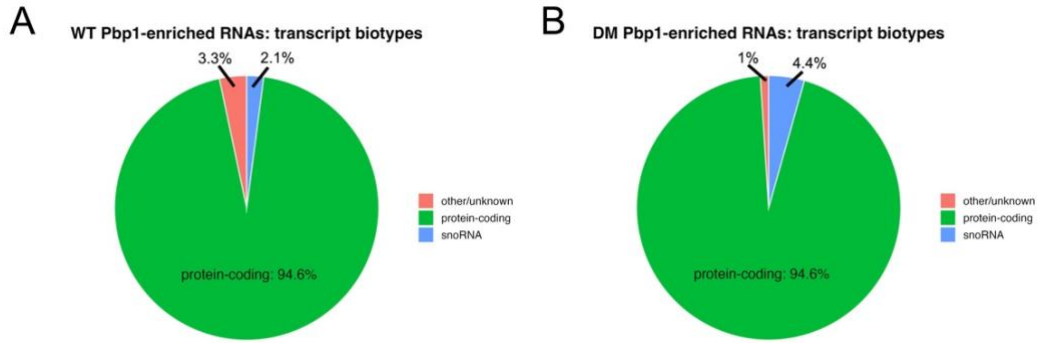 A
WT Pbp1-enriched RNAs: transcript biotypes
3.3%
2.1%
other/unknown
protein-coding
snoRNA
protein-coding: 94.6%
B
DM Pbp1-enriched RNAs: transcript biotypes
1%
4.4%
other/unknown
protein-coding
snoRNA
protein-coding: 94.6%